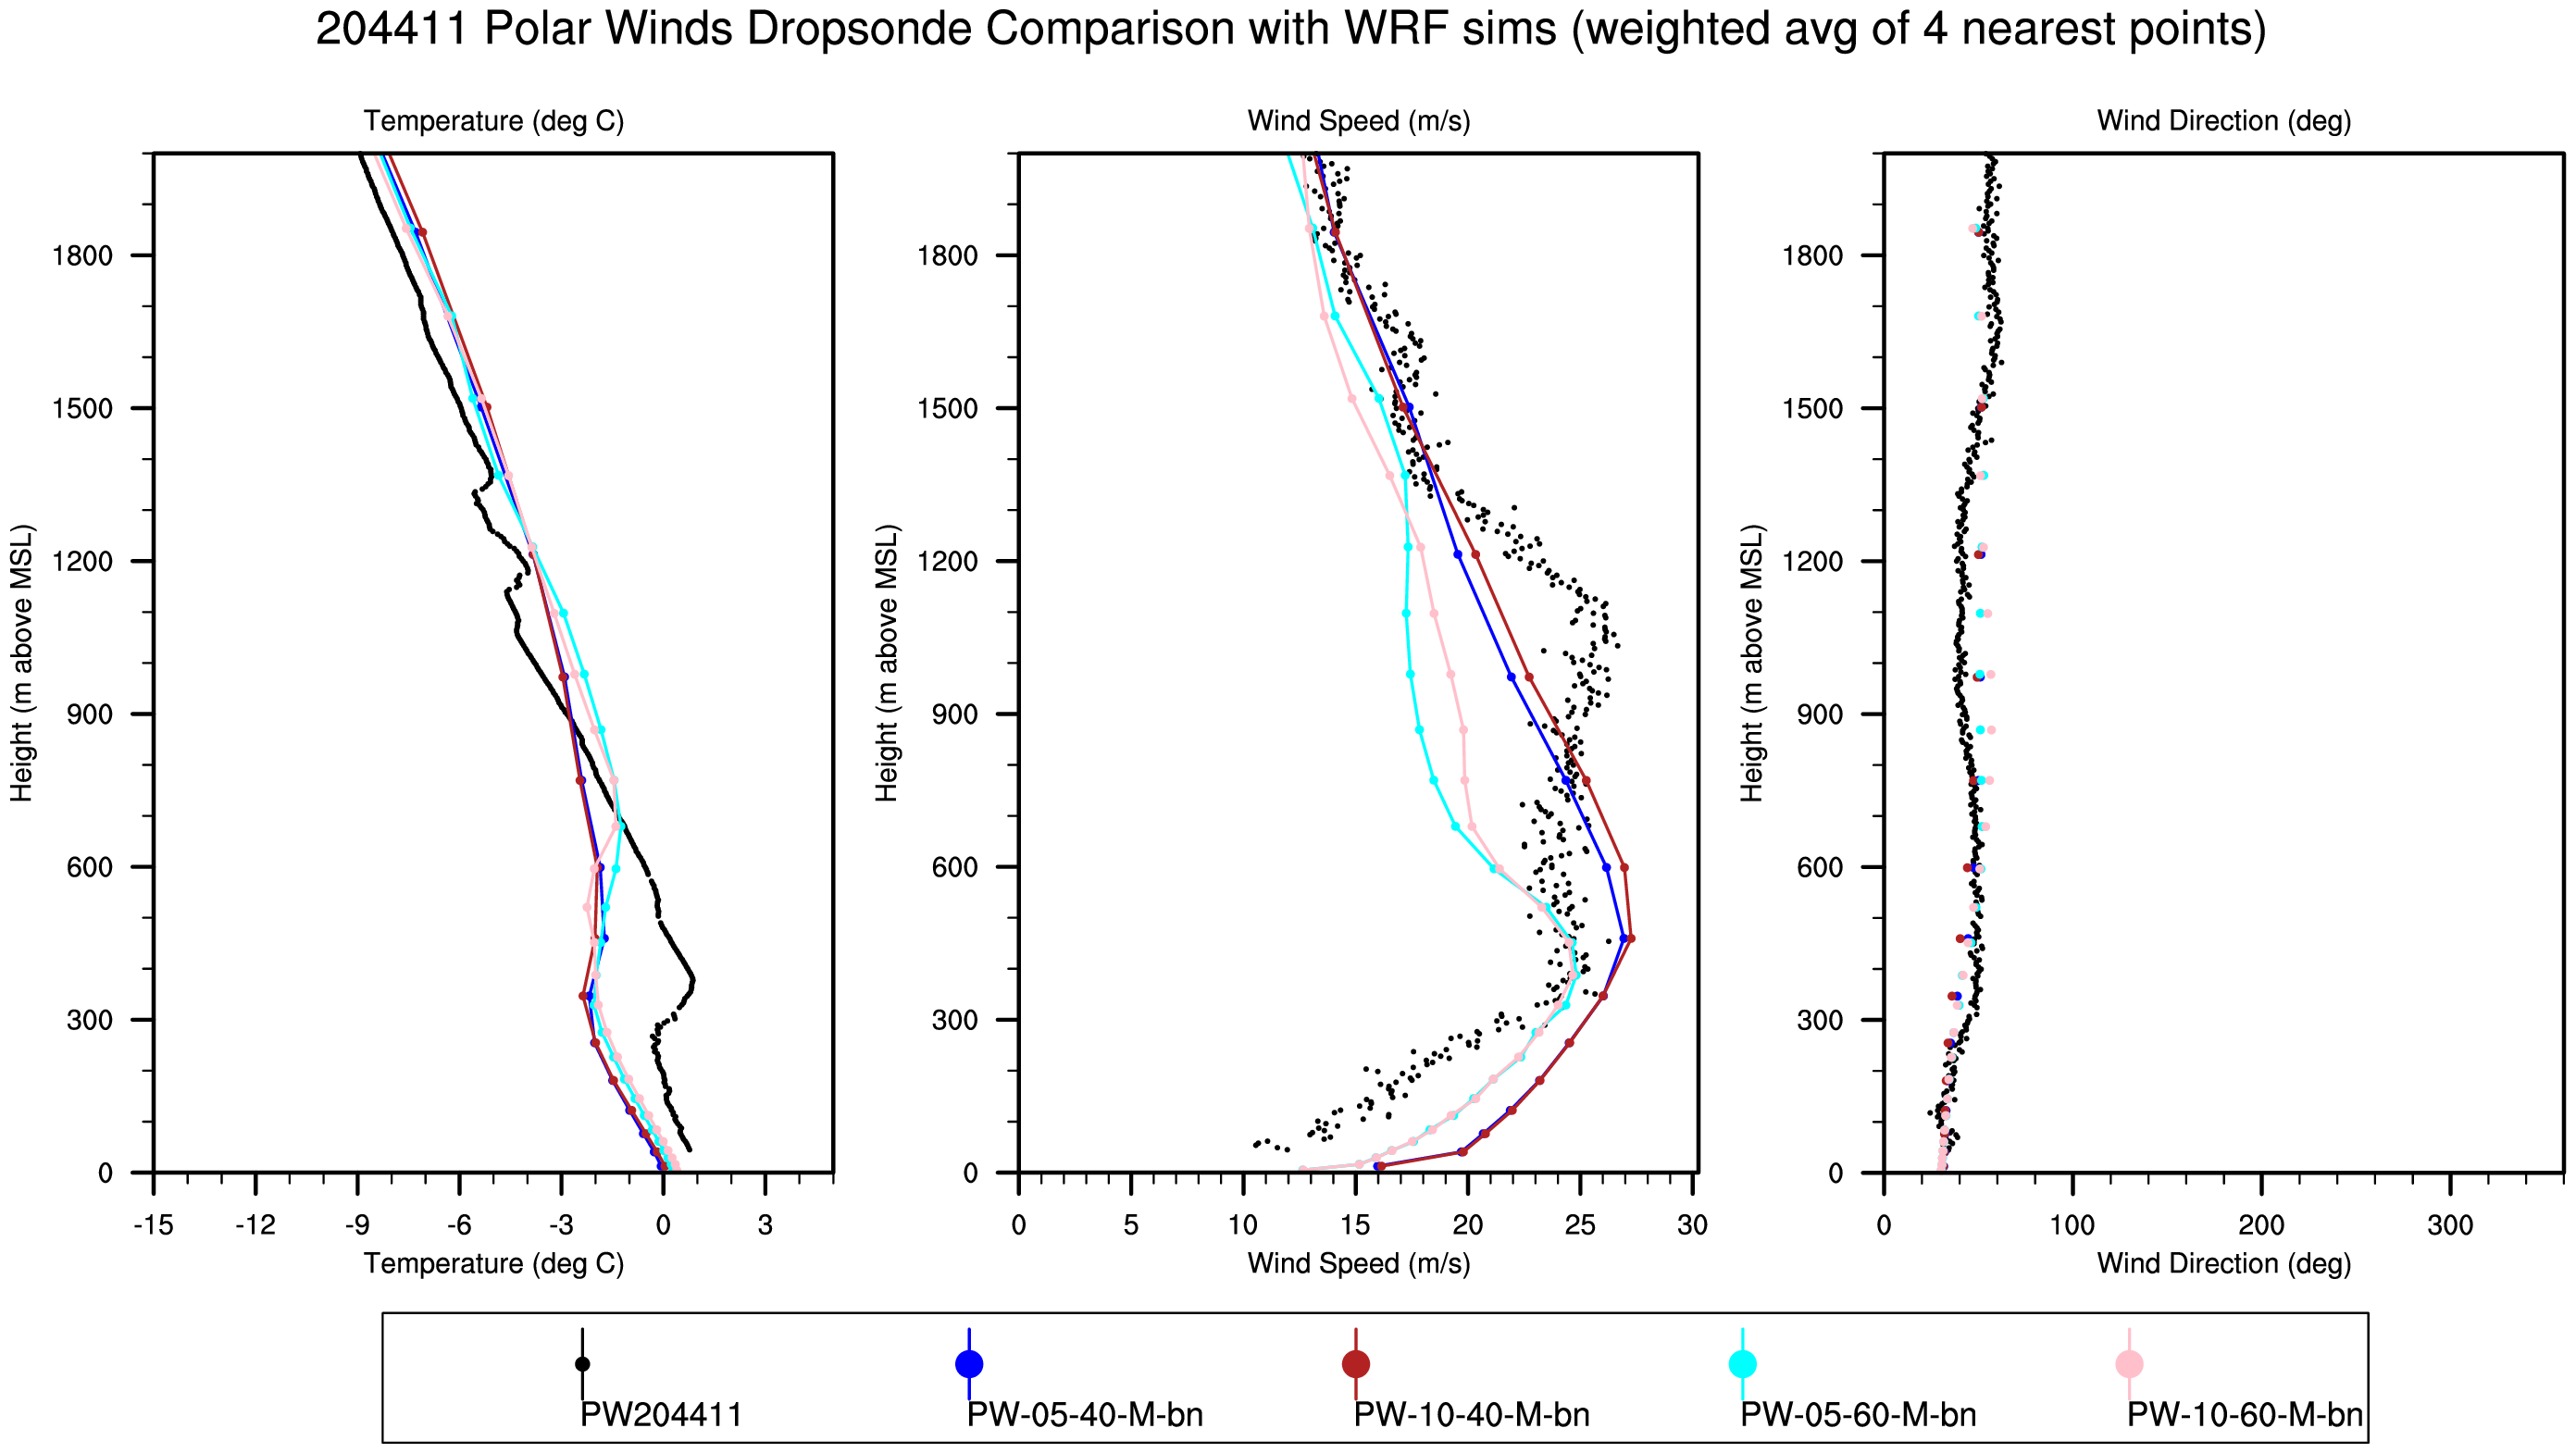 204411 Polar Winds Dropsonde Comparison with WRF sims (weighted avg of 4 nearest points)
Temperature (deg C)
Wind Speed (m/s)
Wind Direction (deg)
Height (m above MSL)
1800
1500
1200
900
600
300
0
-15 -12 -9 -6 -3 0 3
Temperature (deg C)
Height (m above MSL)
1800
1500
1200
900
600
300
0
0 5 10 15 20 25 30
Wind Speed (m/s)
Height (m above MSL)
1800
1500
1200
900
600
300
0
0 100 200 300
Wind Direction (deg)
PW204411 PW-05-40-M-bn PW-10-40-M-bn PW-05-60-M-bn PW-10-60-M-bn